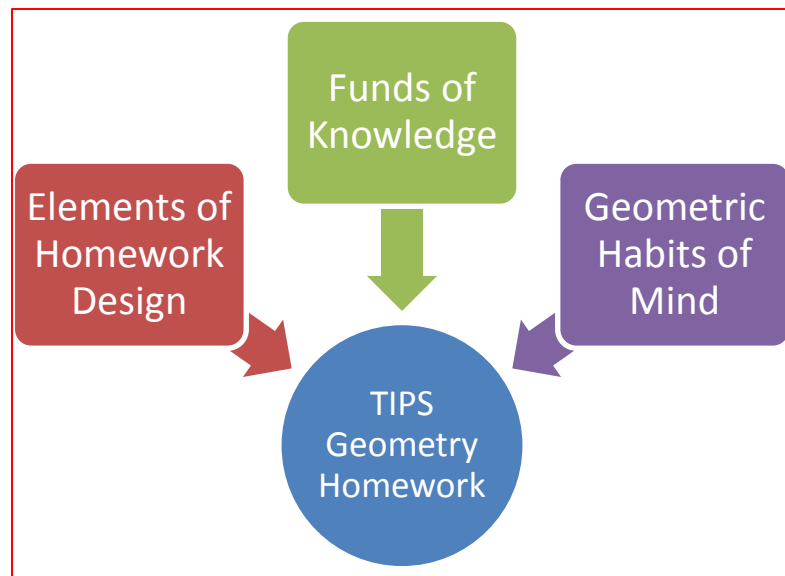 Funds of
Knowledge
Elements of
Homework
Design
Geometric
Habits of
Mind
TIPS
Geometry
Homework